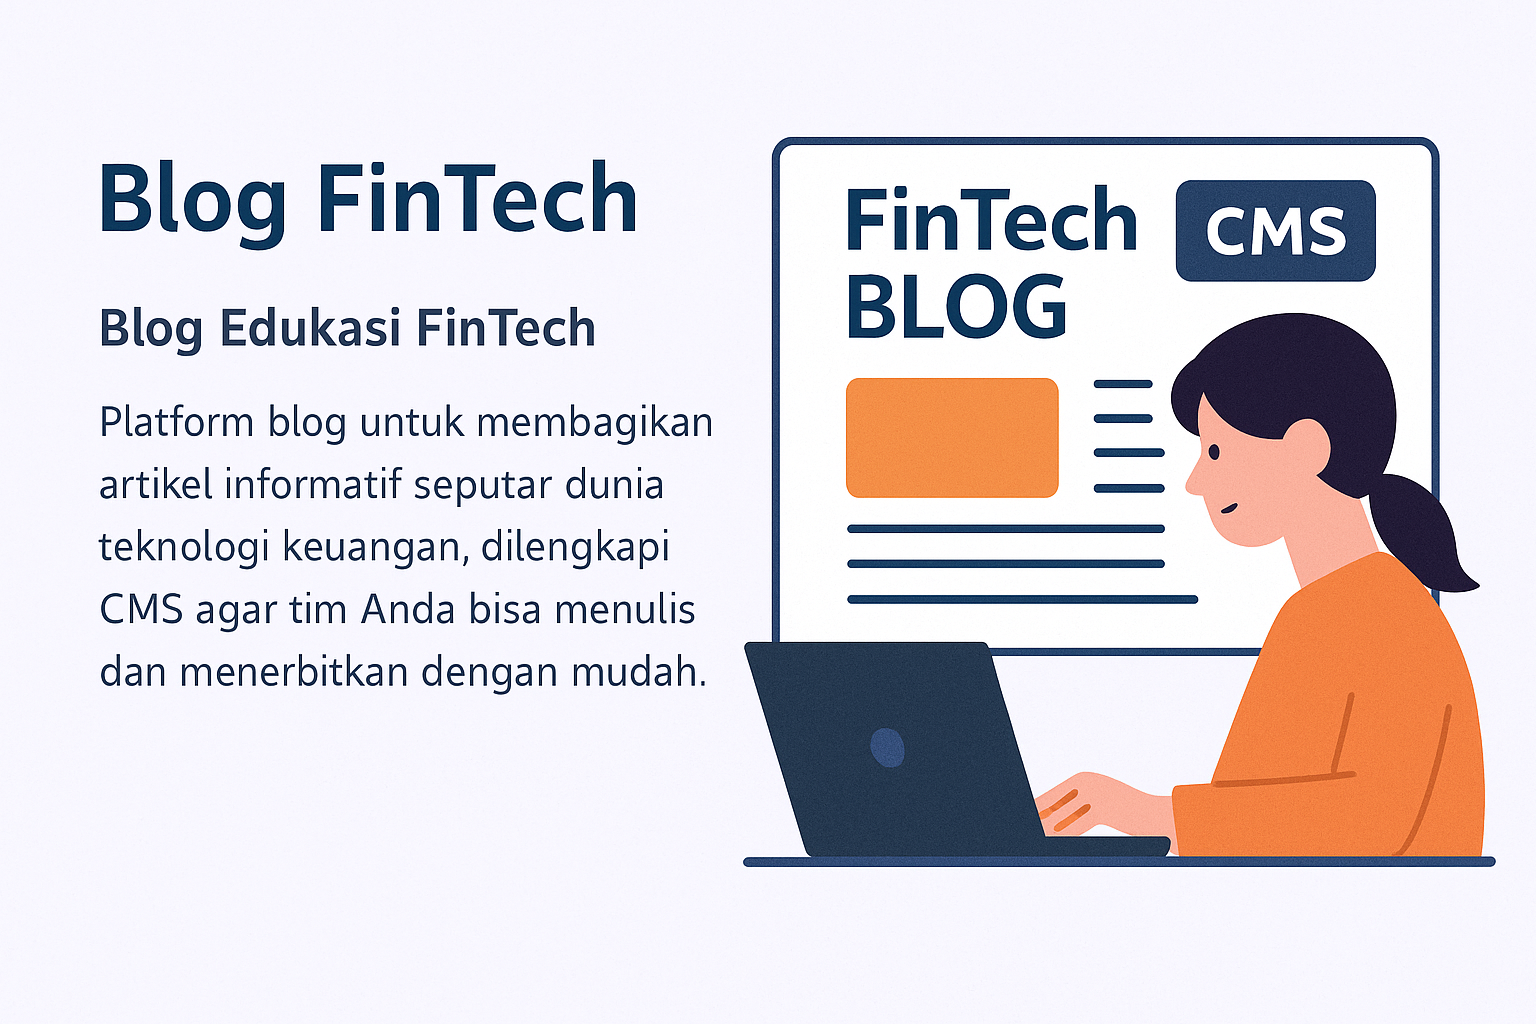 Blog FinTech
Blog Edukasi FinTech
Platform blog untuk membagikan
artikel informatif seputar dunia
teknologi keuangan, dilengkapi
CMS agar tim Anda bisa menulis
dan menerbitkan dengan mudah.
FinTech
BLOG
CMS